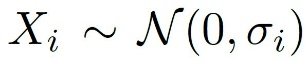 X_i ∼ 𝒩(0, σ_i)